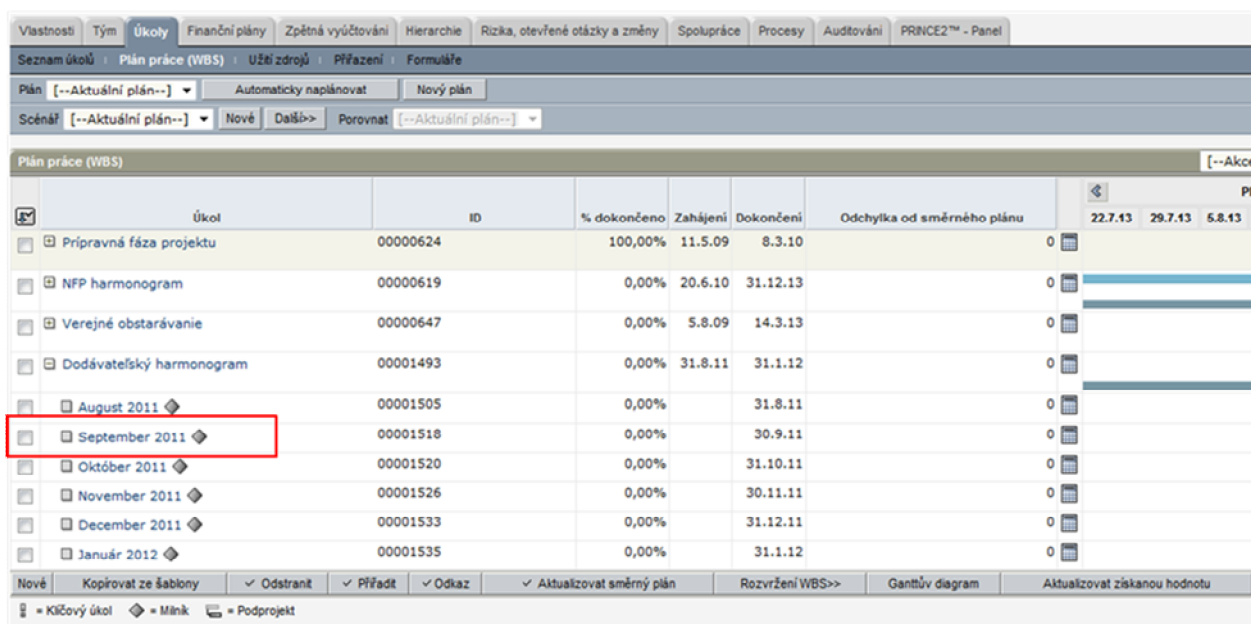 Vlastnosti Tým Úkoly Finanční plány Zpětná vyúčtování Hierarchie Rizika, otevřené otázky a změny Spolupráce Procesy Auditování PRINCE2™ - Panel
Seznam úkolů Plán práce (WBS) Užití zdrojů Přiřazení Formuláře
Plán [--Aktuální plán--] Automaticky naplánovat Nový plán
Scénář [--Aktuální plán--] Nové Další>> Porovnat [--Aktuální plán--]
Plán práce (WBS) [--Akce
Úkol ID % dokončeno Zahájení Dokončení Odchylka od směrného plánu 22.7.13 29.7.13 5.8.13
Prípravná fáza projektu 00000624 100,00% 11.5.09 8.3.10 0
NFP harmonogram 00000619 0,00% 20.6.10 31.12.13 0
Verejné obstarávanie 00000647 0,00% 5.8.09 14.3.13 0
Dodávateľský harmonogram 00001493 0,00% 31.8.11 31.1.12 0
August 2011 00001505 0,00% 31.8.11 0
September 2011 00001518 0,00% 30.9.11 0
Október 2011 00001520 0,00% 31.10.11 0
November 2011 00001526 0,00% 30.11.11 0
December 2011 00001533 0,00% 31.12.11 0
Január 2012 00001535 0,00% 31.1.12 0
Nové Kopírovat ze šablony Odstranit Přiřadit Odkaz Aktualizovat směrný plán Rozvržení WBS>> Ganttův diagram Aktualizovat získanou hodnotu
= Klíčový úkol = Milník = Podprojekt